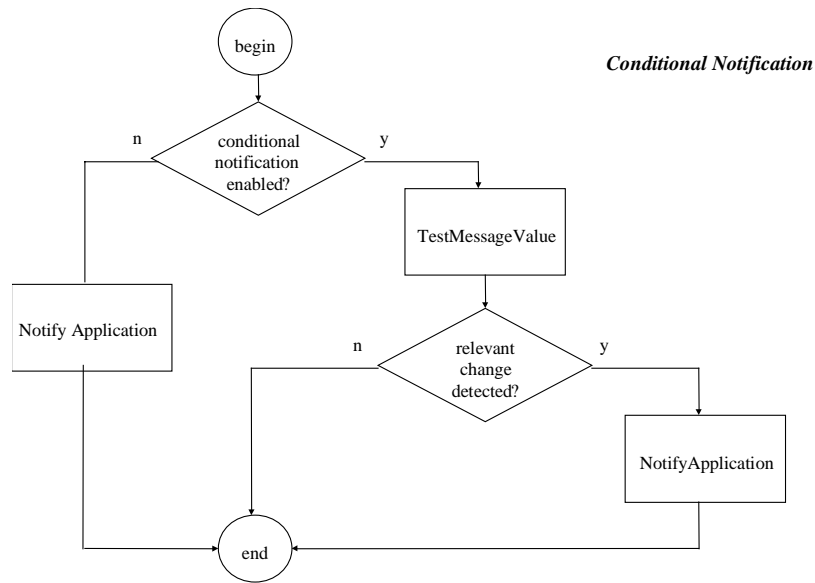 begin
Conditional Notification
n
y
conditional
notification
enabled?
TestMessageValue
Notify Application
n
y
relevant
change
detected?
NotifyApplication
end